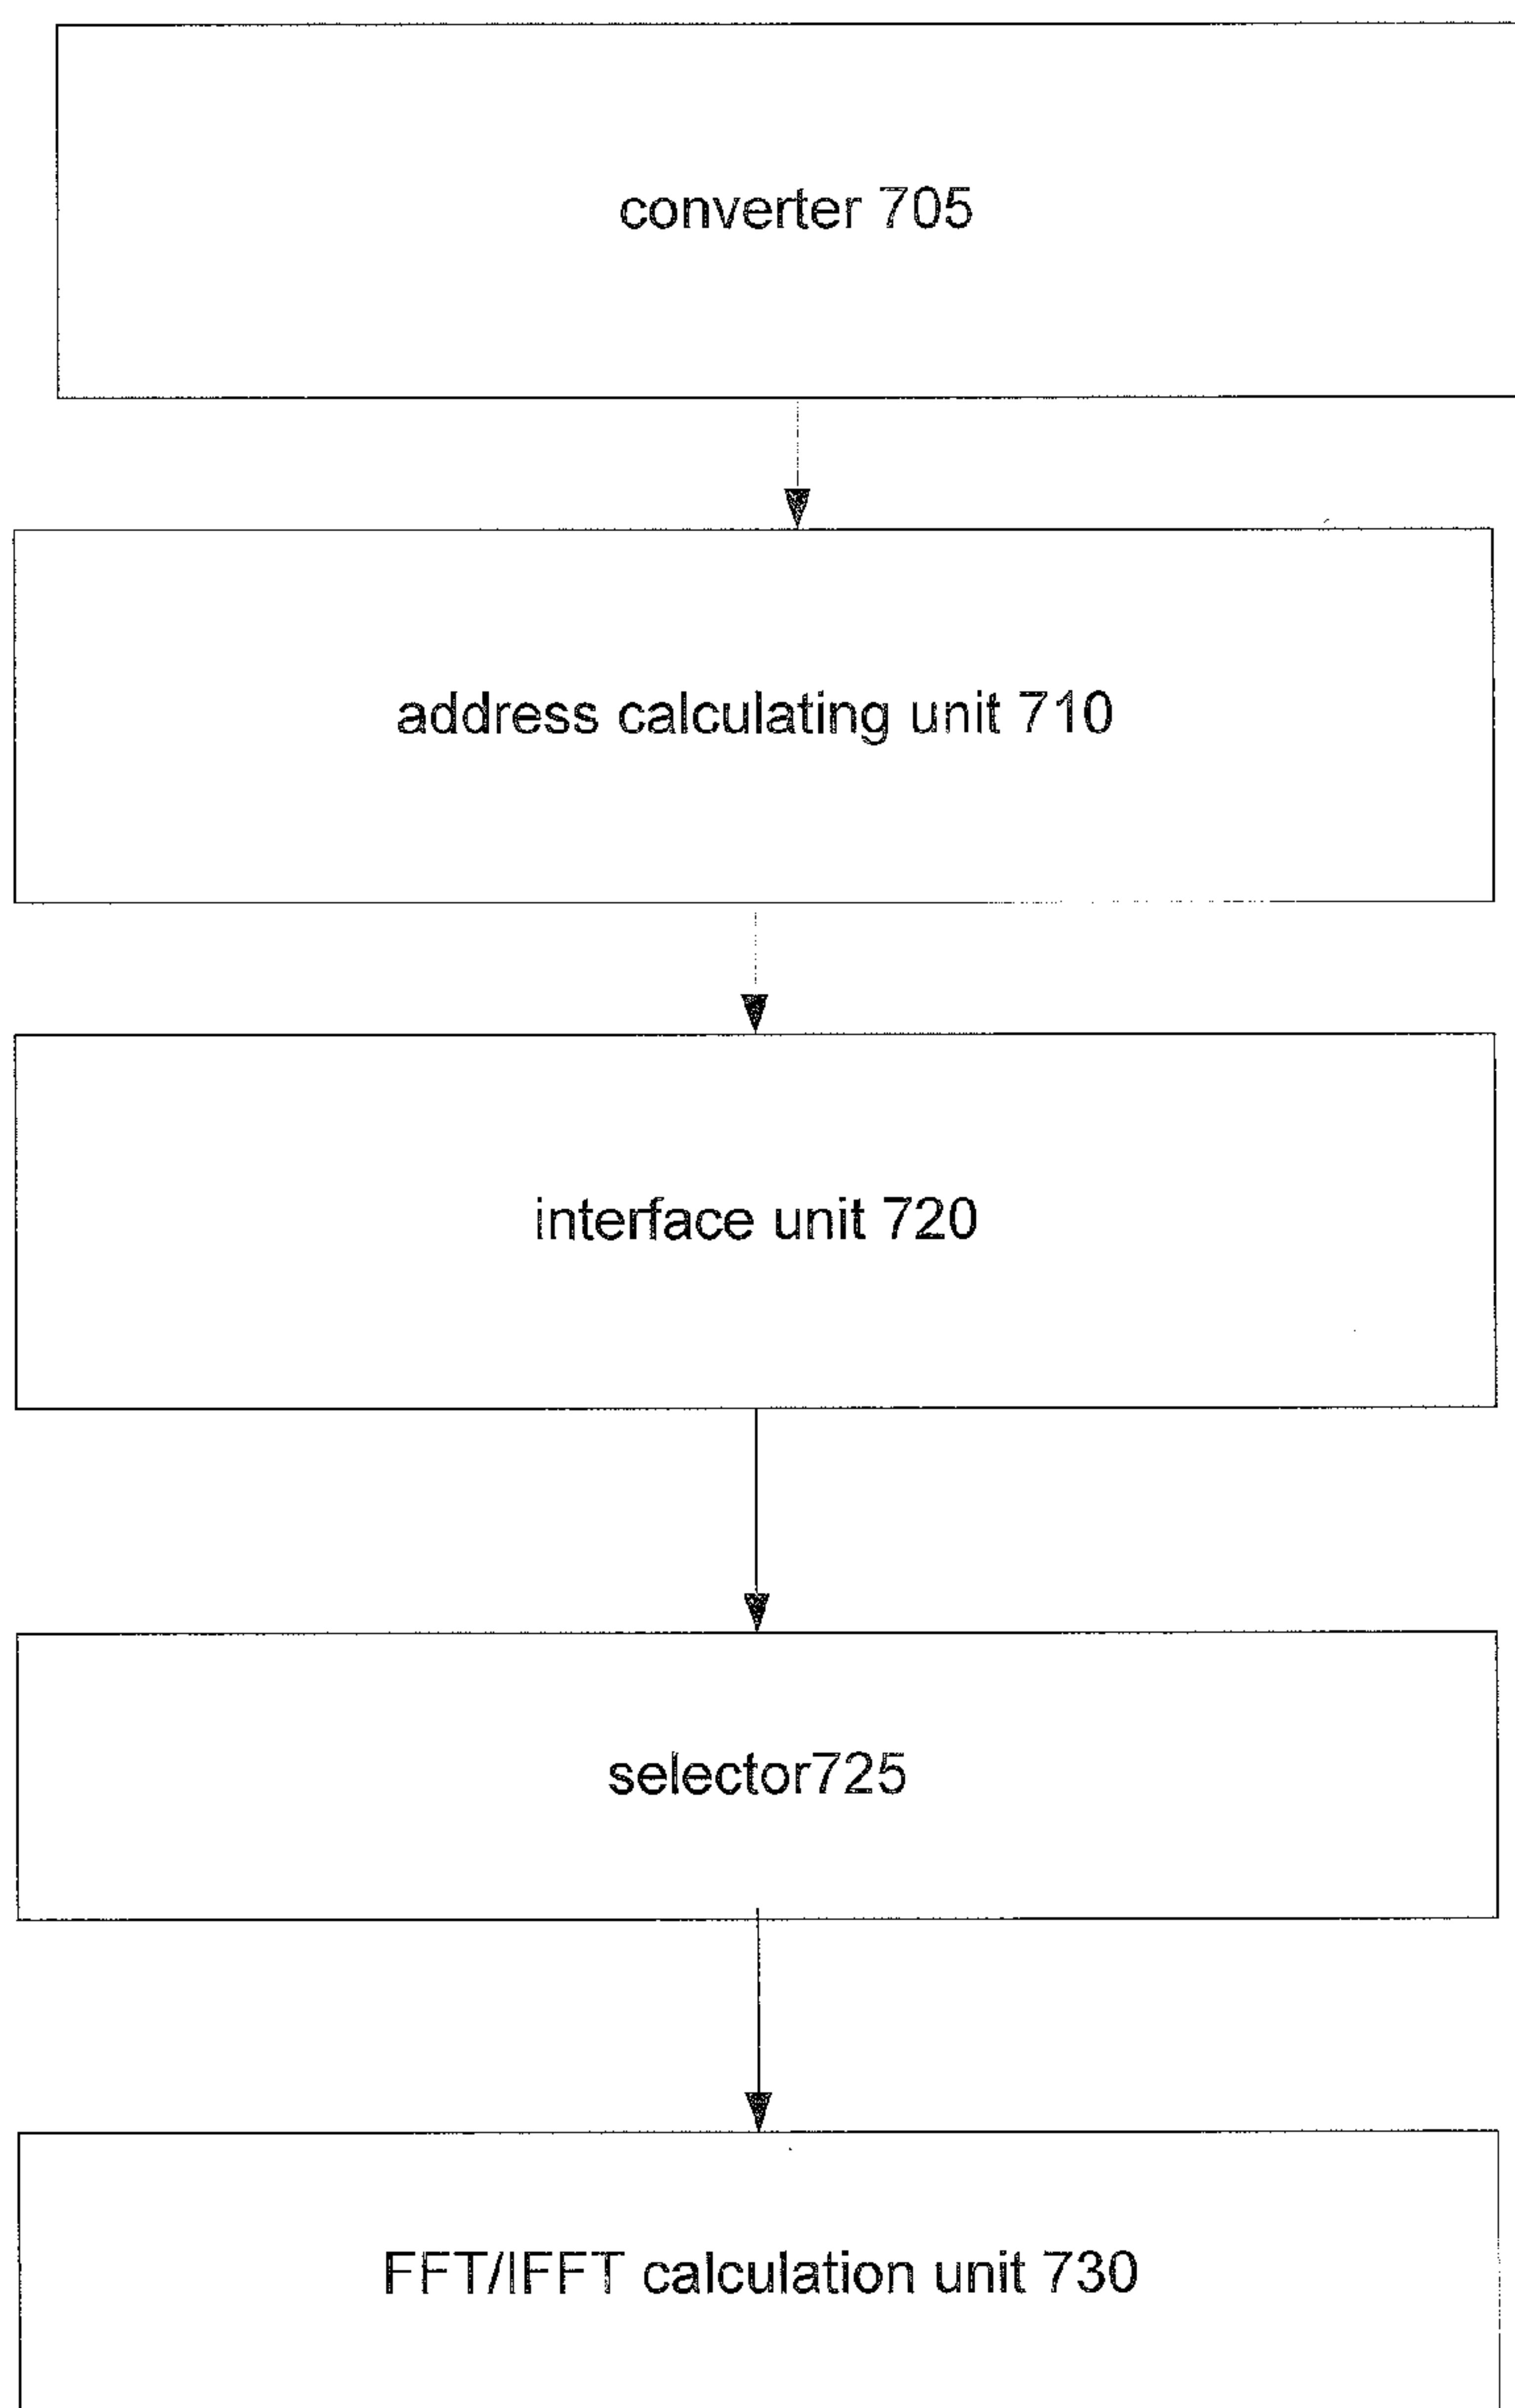 converter 705
address calculating unit 710
interface unit 720
selector725
FFT/IFFT calculation unit 730